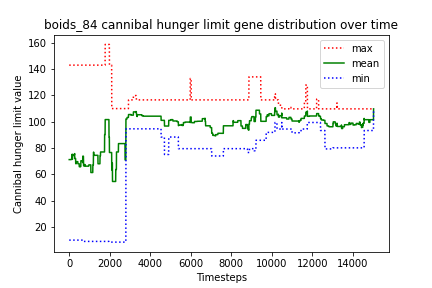 boids_84 cannibal hunger limit gene distribution over time
Cannibal hunger limit value
160
140
120
100
80
60
40
20
max
mean
min
0
2000
4000
6000
8000
10000
12000
14000
Timesteps